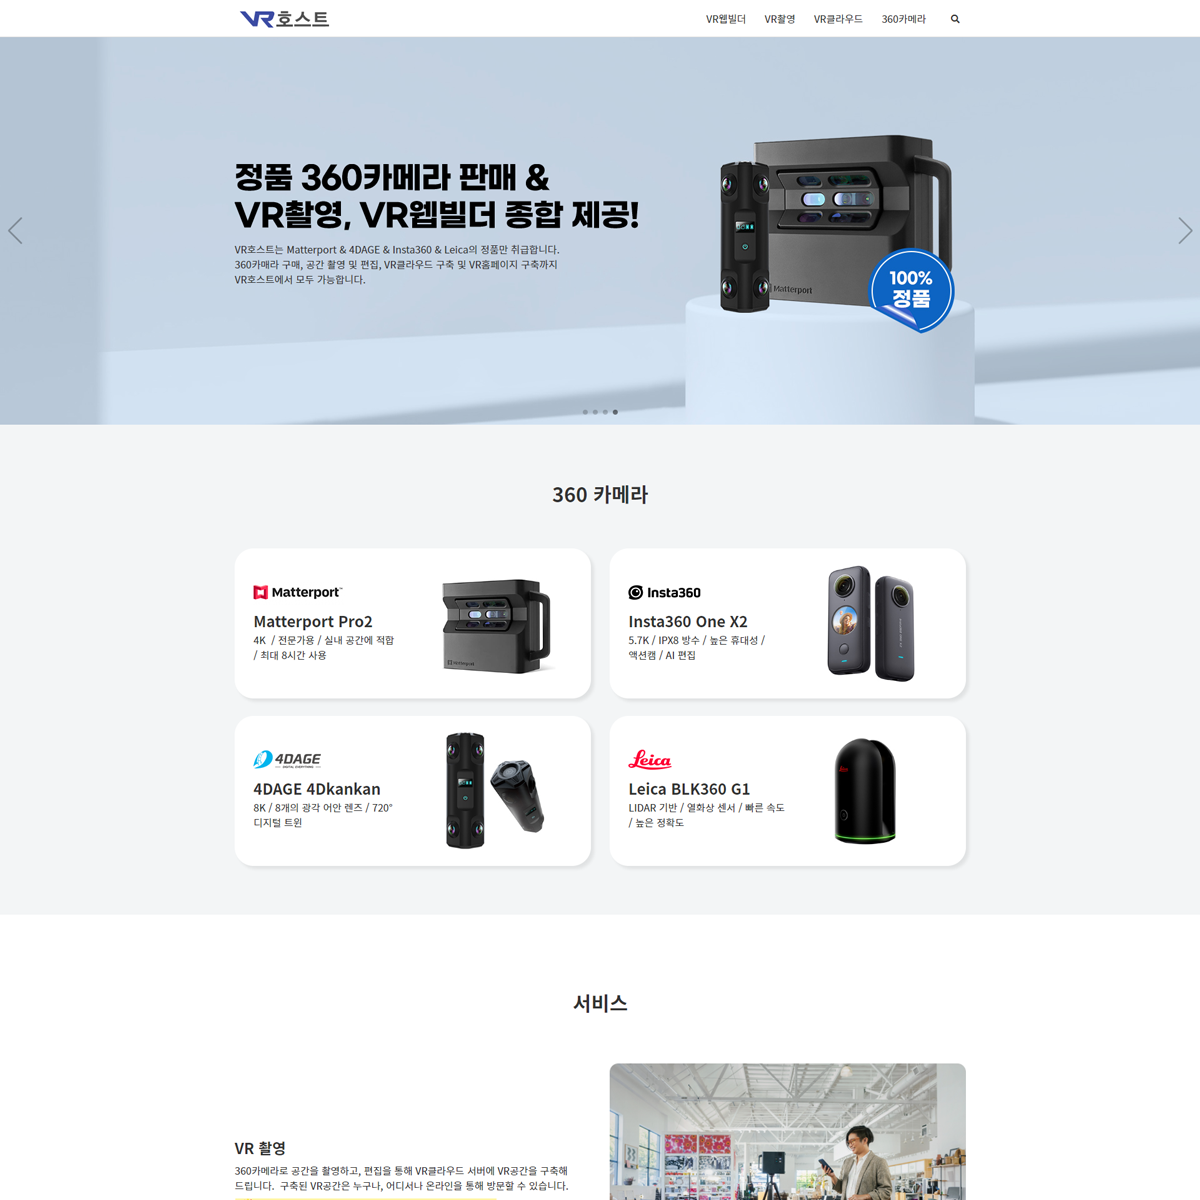 VR호스트
VR웹빌더 VR촬영 VR클라우드 360카메라
정품 360카메라 판매 &
VR촬영, VR웹빌더 종합 제공!
VR호스트는 Matterport & 4DAGE & Insta360 & Leica의 정품만 취급합니다.
360카매라 구매, 공간 촬영 및 편집, VR클라우드 구축 및 VR홈페이지 구축까지
VR호스트에서 모두 가능합니다.
Matterport
100%
정품
360 카메라
Matterport™
Matterport Pro2
4K / 전문가용 / 실내 공간에 적합
/ 최대 8시간 사용
Matterport
Insta360
Insta360 One X2
5.7K / IPX8 방수 / 높은 휴대성 /
액션캠 / AI 편집
4DAGE
DIGITAL EVERYTHING
4DAGE 4Dkankan
8K / 8개의 광각 어안 렌즈 / 720°
디지털 트윈
Leica
Leica BLK360 G1
LIDAR 기반 / 열화상 센서 / 빠른 속도
/ 높은 정확도
서비스
VR 촬영
360카메라로 공간을 촬영하고, 편집을 통해 VR클라우드 서버에 VR공간을 구축해
드립니다. 구축된 VR공간은 누구나, 어디서나 온라인을 통해 방문할 수 있습니다.